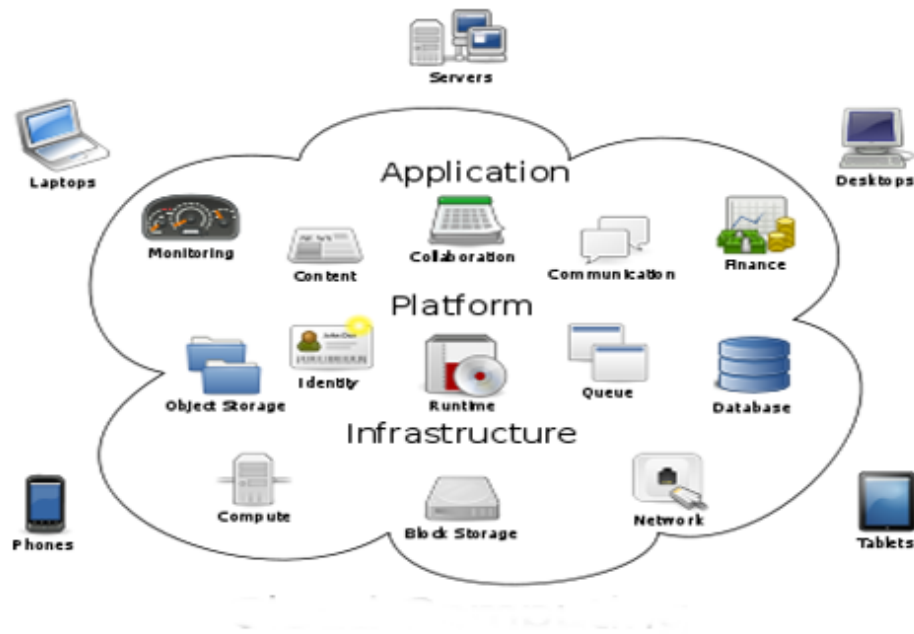 Servers
Laptops
Desktops
Application
Monitoring
Content
Collaboration
Communication
Finance
Platform
Object Storage
Identity
Runtime
Queue
Database
Infrastructure
Compute
Block Storage
Network
Phones
Tablets